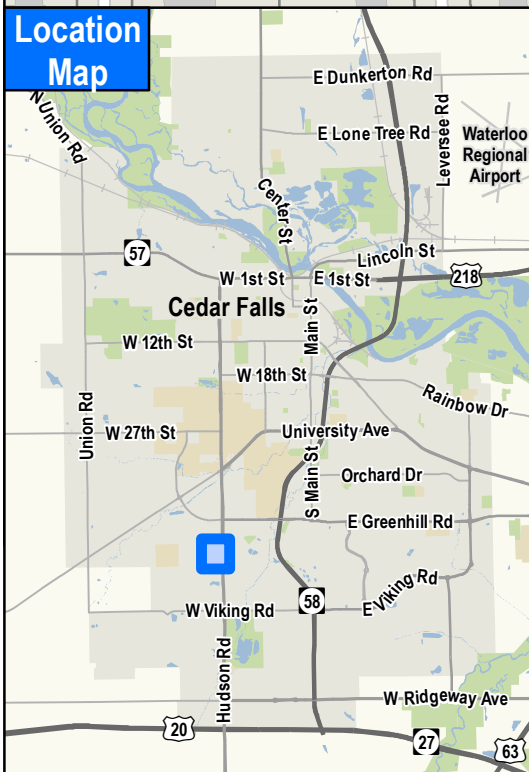 Location
Map
E Dunkerton Rd
N Union Rd
E Lone Tree Rd
Leversee Rd
Waterloo
Regional
Airport
Center St
57
Lincoln St
W 1st St
E 1st St
218
Cedar Falls
Main St
W 12th St
W 18th St
Rainbow Dr
Union Rd
W 27th St
University Ave
S Main St
Orchard Dr
E Greenhill Rd
E Viking Rd
W Viking Rd
58
Hudson Rd
W Ridgeway Ave
20
27
63